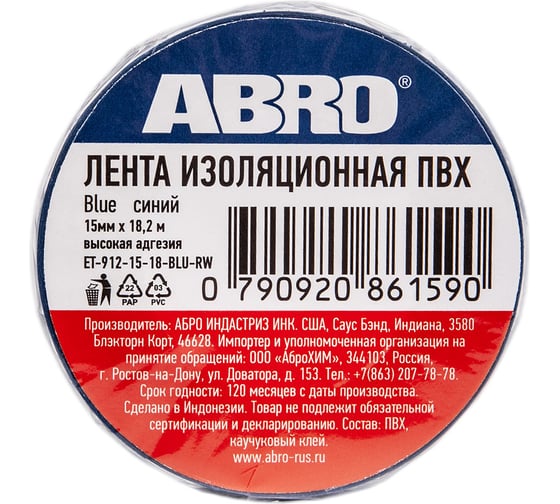 ABRO®
ЛЕНТА ИЗОЛЯЦИОННАЯ ПВХ
Blue синий
15мм x 18,2 м
высокая адгезия
ET-912-15-18-BLU-RW
22 03
PAP PVC
0 790920 861590
Производитель: АБРО ИНДАСТРИЗ ИНК. США, Саус Бэнд, Индиана, 3580
Блэкторн Корт, 46628. Импортер и уполномоченная организация на
принятие обращений: ООО «АброХИМ», 344103, Россия,
г. Ростов-на-Дону, ул. Доватора, д. 153. Тел.: +7(863) 207-78-78.
Срок годности: 120 месяцев с даты производства.
Сделано в Индонезии. Товар не подлежит обязательной
сертификации и декларированию. Состав: ПВХ,
каучуковый клей.
www.abro-rus.ru